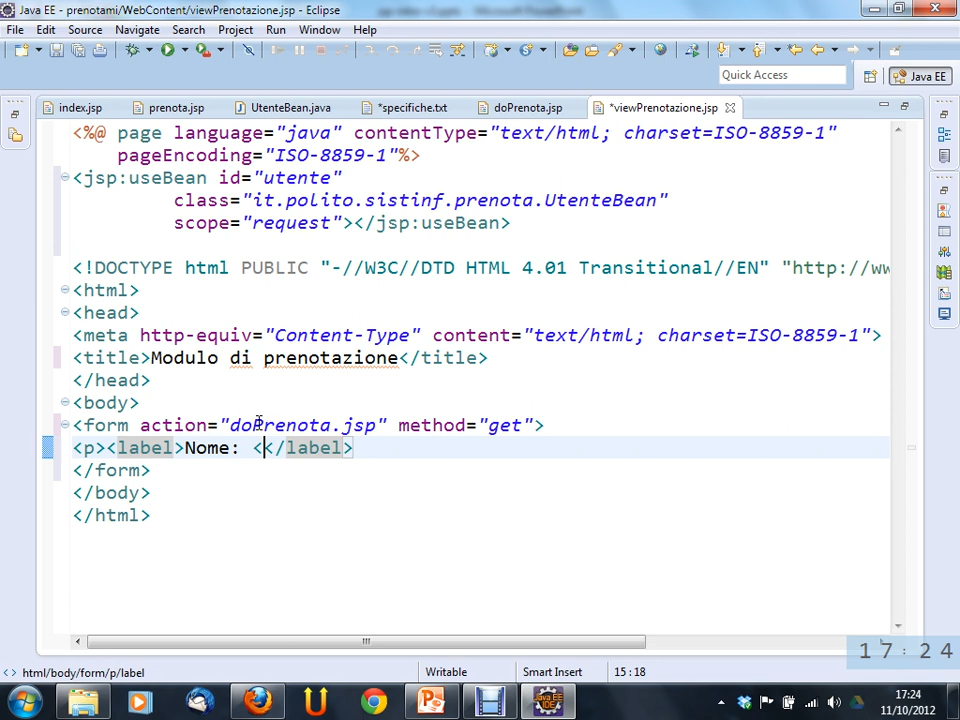 Java EE - prenotami/WebContent/viewPrenotazione.jsp - Eclipse
File Edit Source Navigate Search Project Run Window Help
Quick Access
Java EE
index.jsp prenota.jsp UtenteBean.java *specifiche.txt doPrenota.jsp *viewPrenotazione.jsp
<%@ page language="java" contentType="text/html; charset=ISO-8859-1"
pageEncoding="ISO-8859-1"%>
<jsp:useBean id="utente"
class="it.polito.sistinf.prenota.UtenteBean"
scope="request"></jsp:useBean>
<!DOCTYPE html PUBLIC "-//W3C//DTD HTML 4.01 Transitional//EN" "http://ww
<html>
<head>
<meta http-equiv="Content-Type" content="text/html; charset=ISO-8859-1">
<title>Modulo di prenotazione</title>
</head>
<body>
<form action="doPrenota.jsp" method="get">
<p><label>Nome: <</label>
</form>
</body>
</html>
17:24
html/body/form/p/label Writable Smart Insert 15:18
17:24
11/10/2012